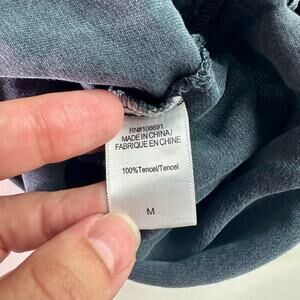 RN#106691
MADE IN CHINA/
FABRIQUE EN CHINE
100%Tencel/Tencel
M